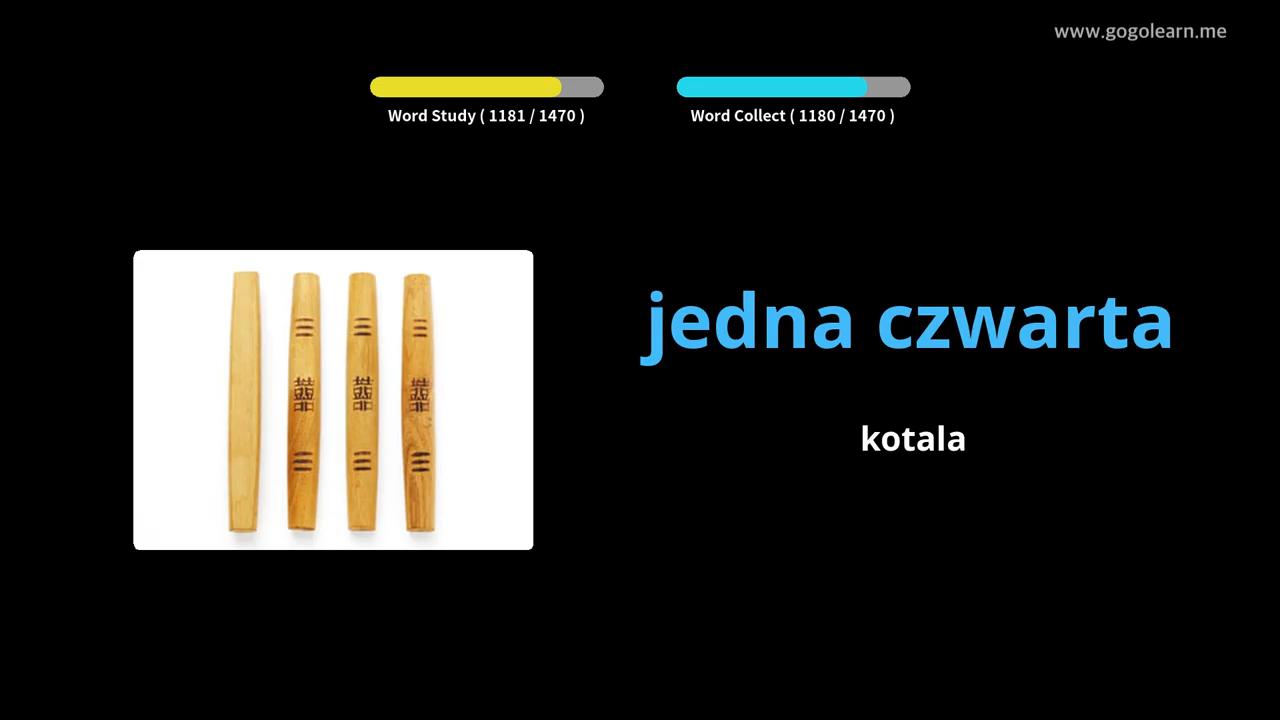 www.gogolearn.me
Word Study ( 1181 / 1470 )
Word Collect ( 1180 / 1470 )
jedna czwarta
kotala